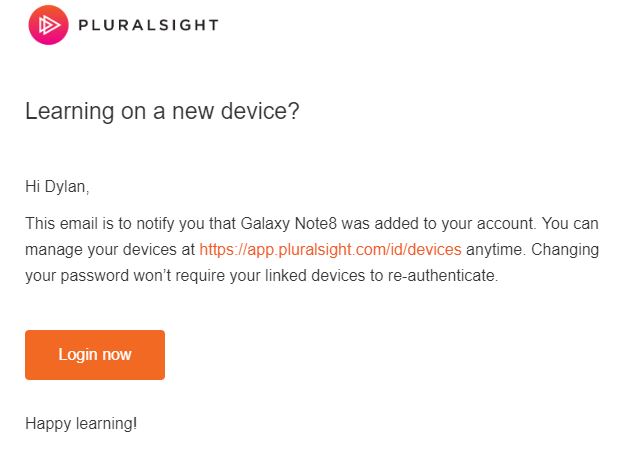 PLURALSIGHT
Learning on a new device?
Hi Dylan,
This email is to notify you that Galaxy Note8 was added to your account. You can
manage your devices at https://app.pluralsight.com/id/devices anytime. Changing
your password won’t require your linked devices to re-authenticate.
Login now
Happy learning!